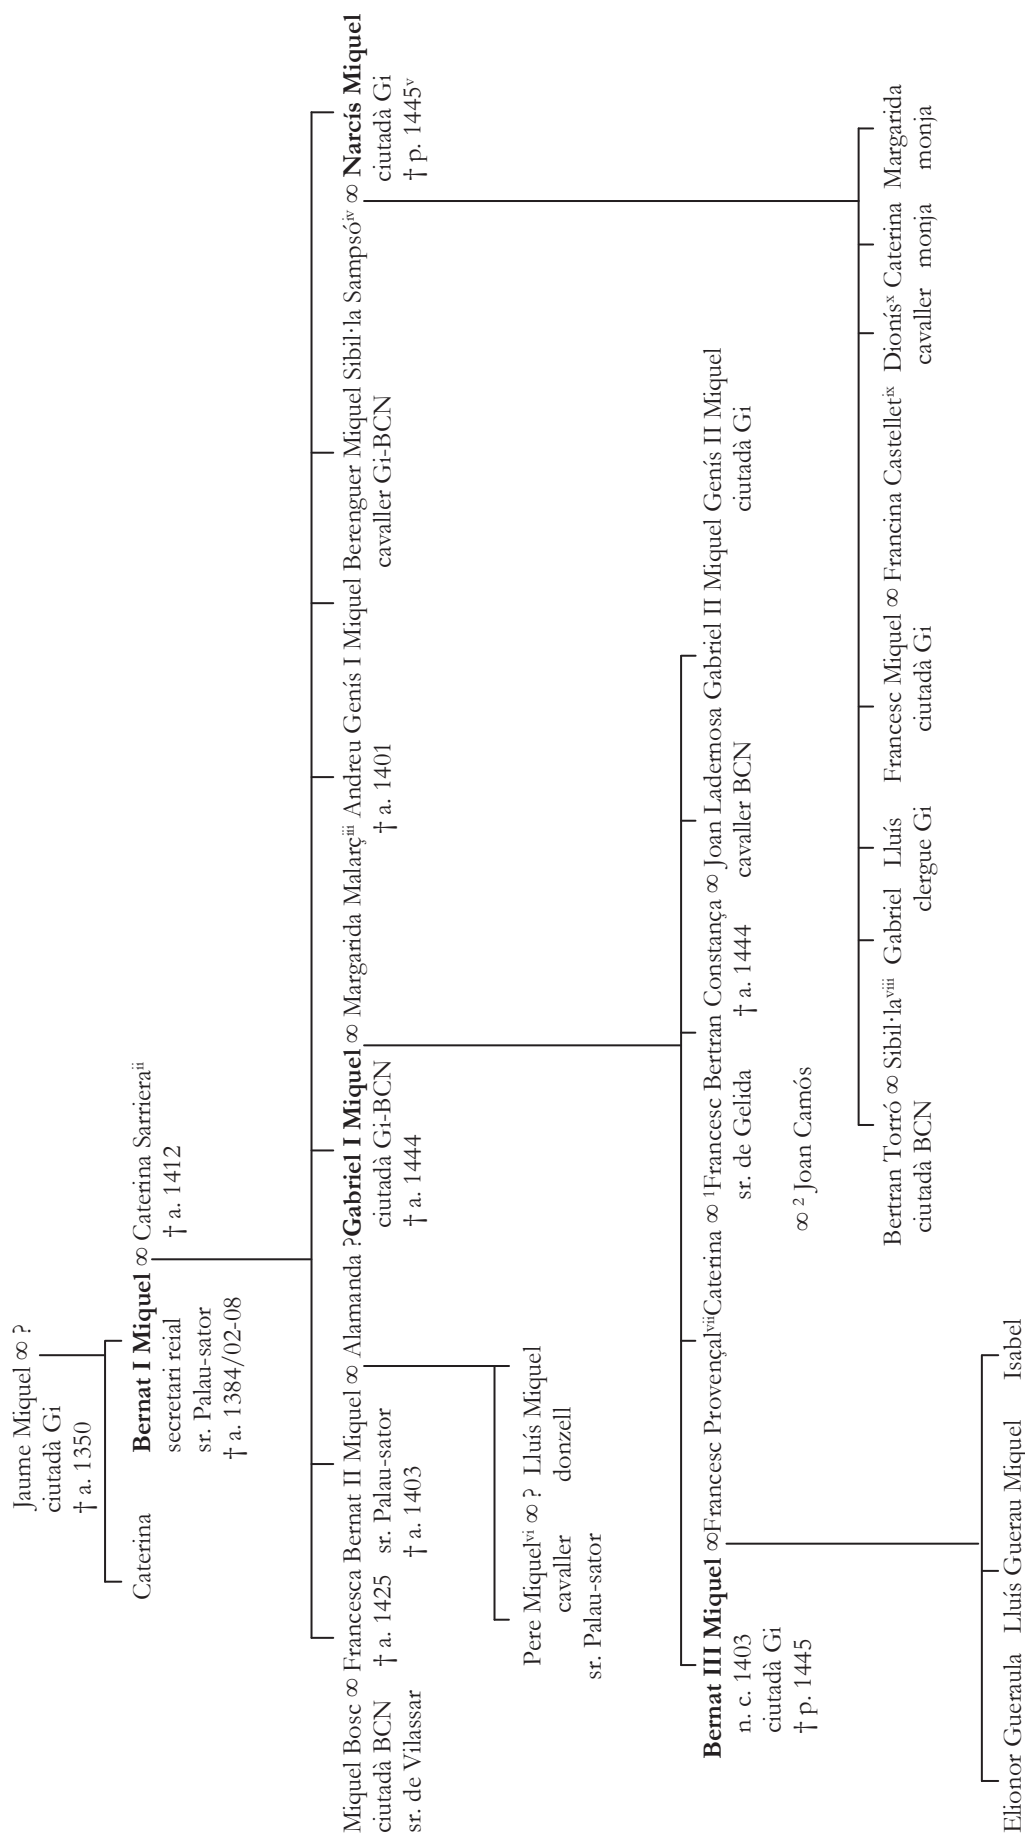 Jaume Miquel ∞ ?
ciutadà Gi
† a. 1350
Caterina
Bernat I Miquel ∞ Caterina Sarrieraⁱⁱ
secretari reial
† a. 1412
sr. Palau-sator
† a. 1384/02-08
Miquel Bosc ∞ Francesca Bernat II Miquel ∞ Alamanda ?Gabriel I Miquel ∞ Margarida Malarçⁱⁱⁱ Andreu Genís I Miquel Berenguer Miquel Sibil·la Sampsóⁱᵛ ∞ Narcís Miquel
ciutadà BCN † a. 1425 sr. Palau-sator ciutadà Gi-BCN † a. 1401 cavaller Gi-BCN ciutadà Gi
sr. de Vilassar † a. 1403 † a. 1444 † p. 1445ᵛ
Pere Miquelᵛⁱ ∞ ? Lluís Miquel
cavaller donzell
sr. Palau-sator
Bernat III Miquel ∞Francesc ProvençalᵛⁱⁱCaterina ∞ ¹Francesc Bertran Constança ∞ Joan Ladernosa Gabriel II Miquel Genís II Miquel
n. c. 1403 sr. de Gelida † a. 1444 cavaller BCN ciutadà Gi
ciutadà Gi
† p. 1445 ∞ ² Joan Camós
Bertran Torró ∞ Sibil·laᵛⁱⁱⁱ Gabriel Lluís Francesc Miquel ∞ Francina Castelletⁱˣ Dionísˣ Caterina Margarida
ciutadà BCN clergue Gi ciutadà Gi cavaller monja monja
Elionor Gueraula Lluís Guerau Miquel Isabel